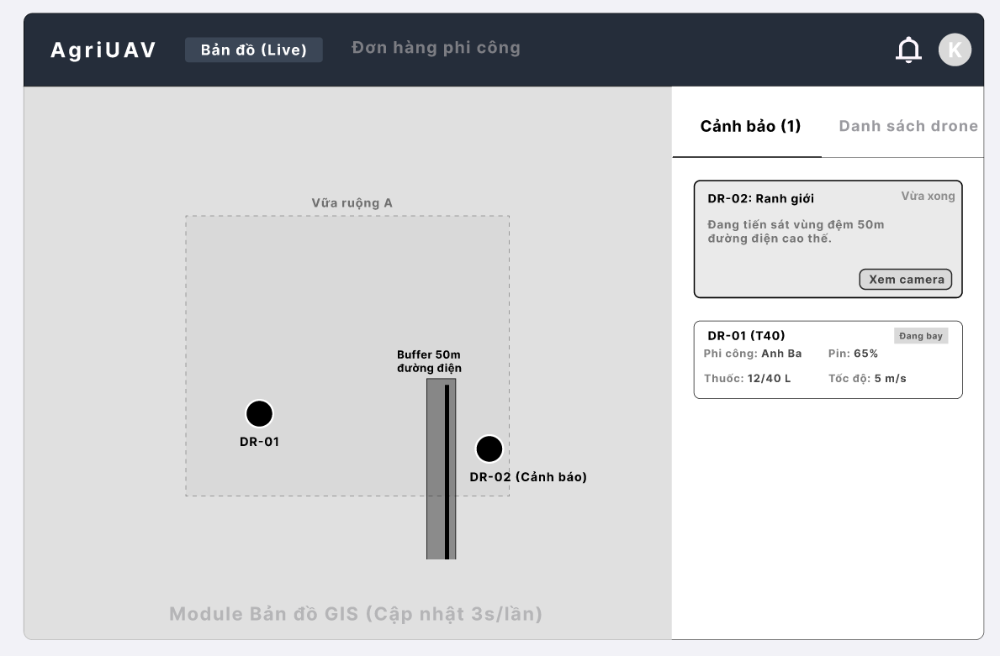 AgriUAV
Bản đồ (Live)
Đơn hàng phi công
K
Cảnh bảo (1)
Danh sách drone
Vữa ruộng A
Buffer 50m
đường điện
DR-01
DR-02 (Cảnh báo)
Module Bản đồ GIS (Cập nhật 3s/lần)
DR-02: Ranh giới
Vừa xong
Đang tiến sát vùng đệm 50m
đường điện cao thế.
Xem camera
DR-01 (T40)
Đang bay
Phi công: Anh Ba
Pin: 65%
Thuốc: 12/40 L
Tốc độ: 5 m/s